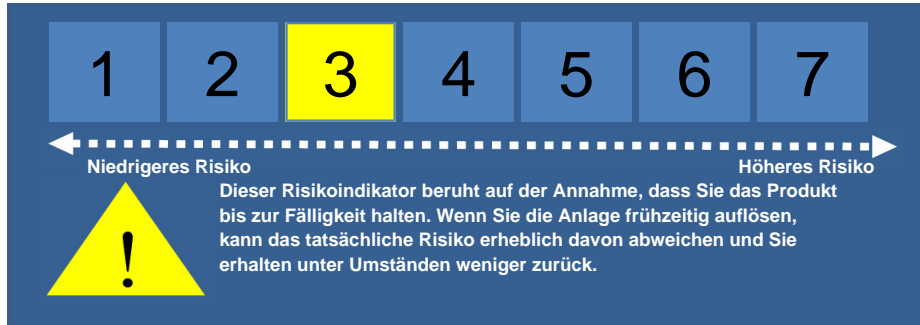 1 2 3 4 5 6 7
Niedrigeres Risiko Höheres Risiko
Dieser Risikoindikator beruht auf der Annahme, dass Sie das Produkt
bis zur Fälligkeit halten. Wenn Sie die Anlage frühzeitig auflösen,
kann das tatsächliche Risiko erheblich davon abweichen und Sie
erhalten unter Umständen weniger zurück.
!